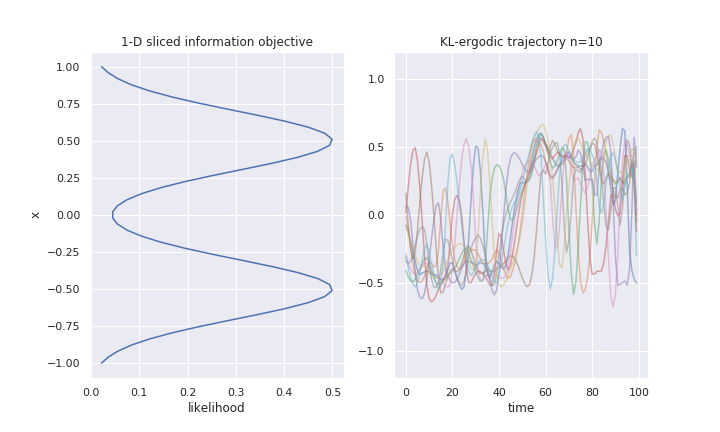 1-D sliced information objective
1.00
0.75
0.50
0.25
0.00
−0.25
−0.50
−0.75
−1.00
x
0.0 0.1 0.2 0.3 0.4 0.5
likelihood
KL-ergodic trajectory n=10
1.0
0.5
0.0
−0.5
−1.0
0 20 40 60 80 100
time